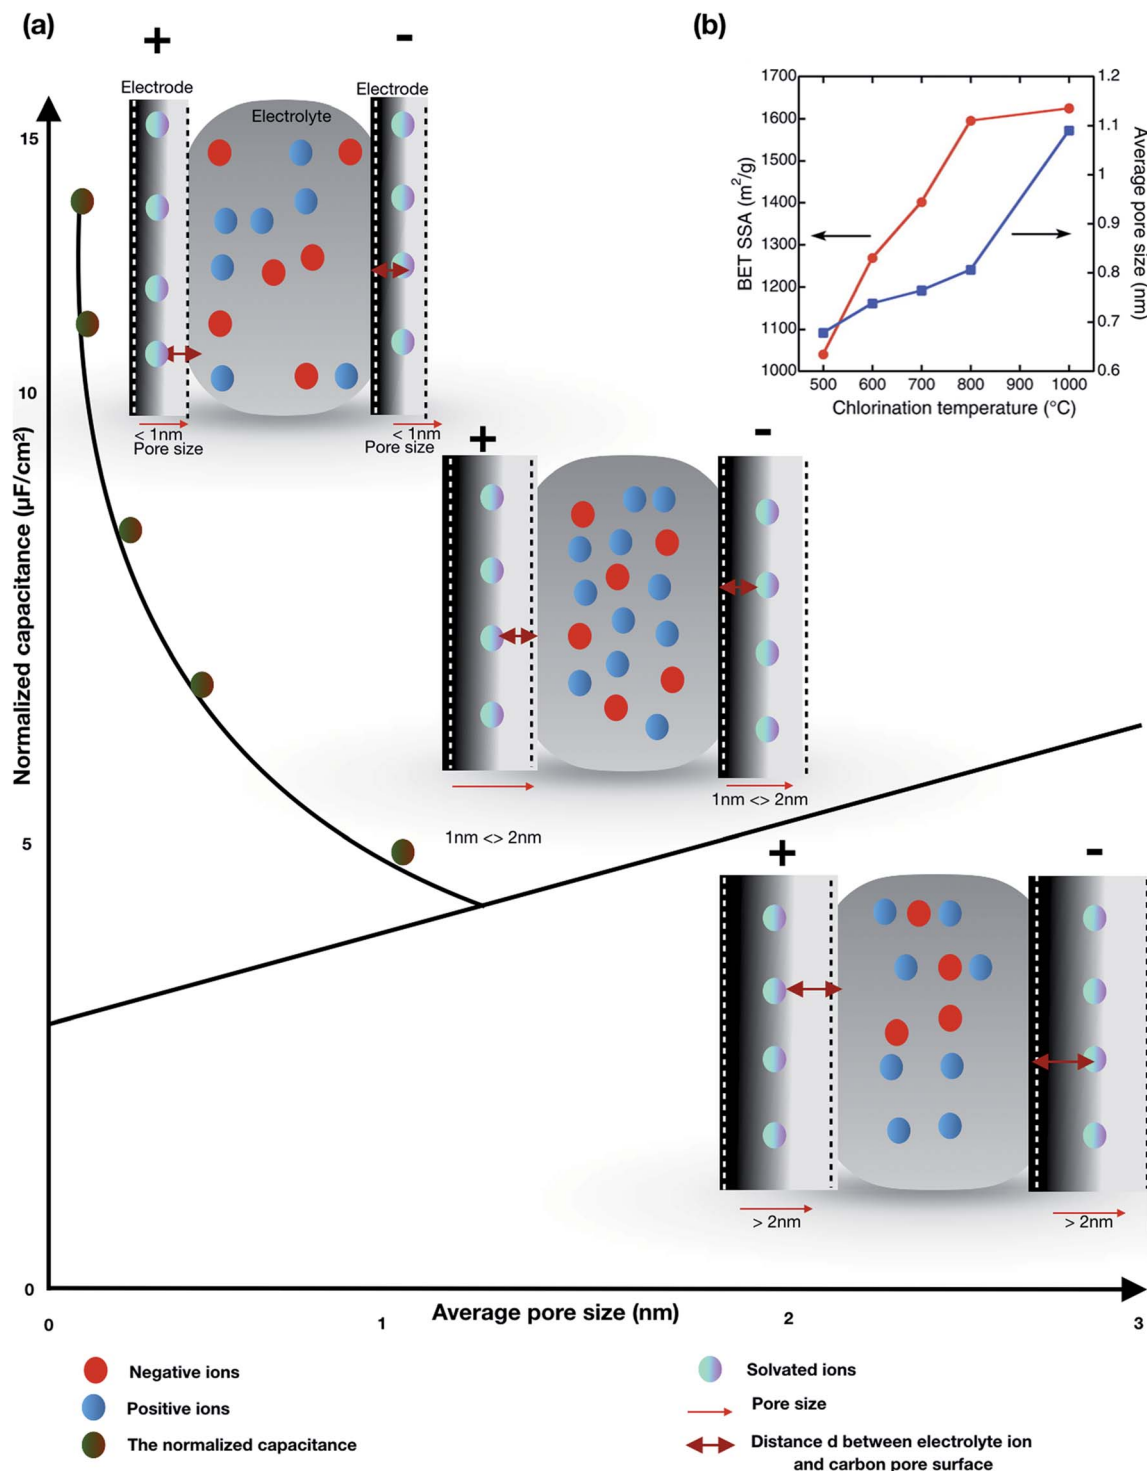 (a)
+
-
Electrode
Electrode
Electrolyte
15
10
5
0
Normalized capacitance (µF/cm²)
< 1nm
Pore size
< 1nm
Pore size
(b)
1700
1600
1500
1400
1300
1200
1100
1000
BET SSA (m²/g)
1.2
1.1
1
0.9
0.8
0.7
0.6
Average pore size (nm)
500 600 700 800 900 1000
Chlorination temperature (°C)
+
-
1nm <> 2nm
1nm <> 2nm
+
-
> 2nm
> 2nm
Average pore size (nm)
0 1 2 3
Negative ions
Positive ions
The normalized capacitance
Solvated ions
Pore size
Distance d between electrolyte ion
and carbon pore surface